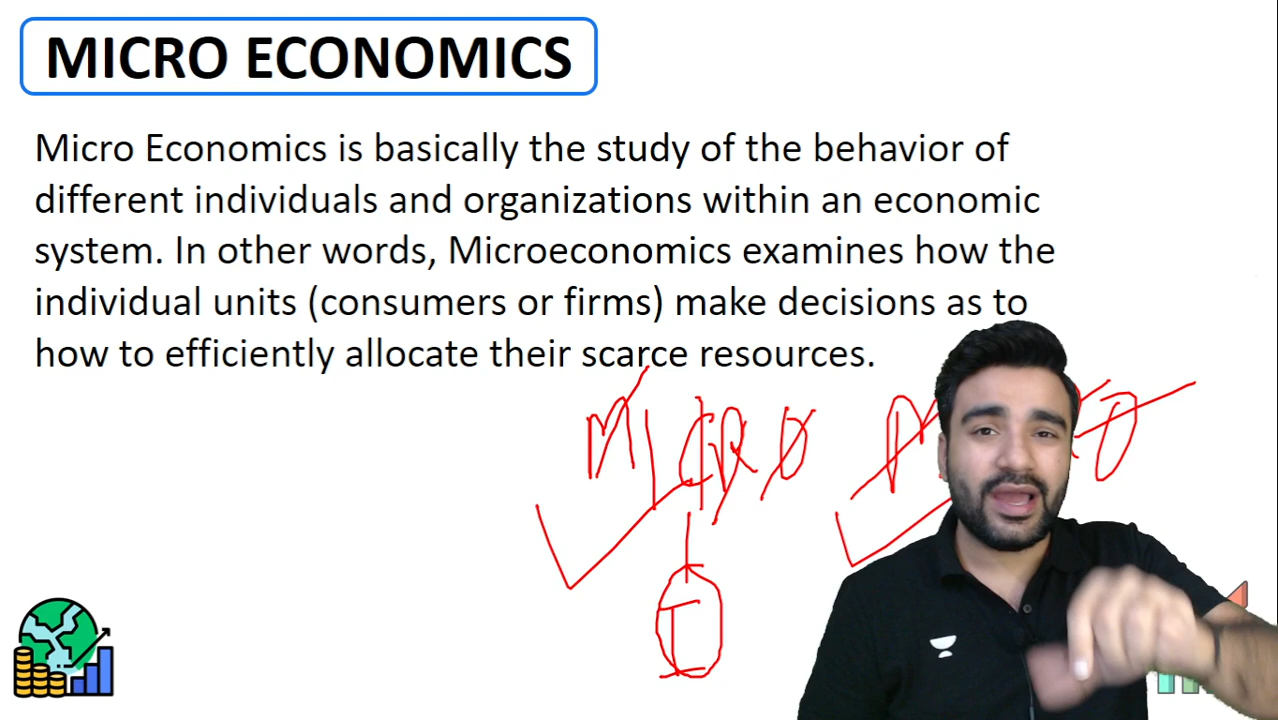 MICRO ECONOMICS
Micro Economics is basically the study of the behavior of
different individuals and organizations within an economic
system. In other words, Microeconomics examines how the
individual units (consumers or firms) make decisions as to
how to efficiently allocate their scarce resources.
MICRO
I